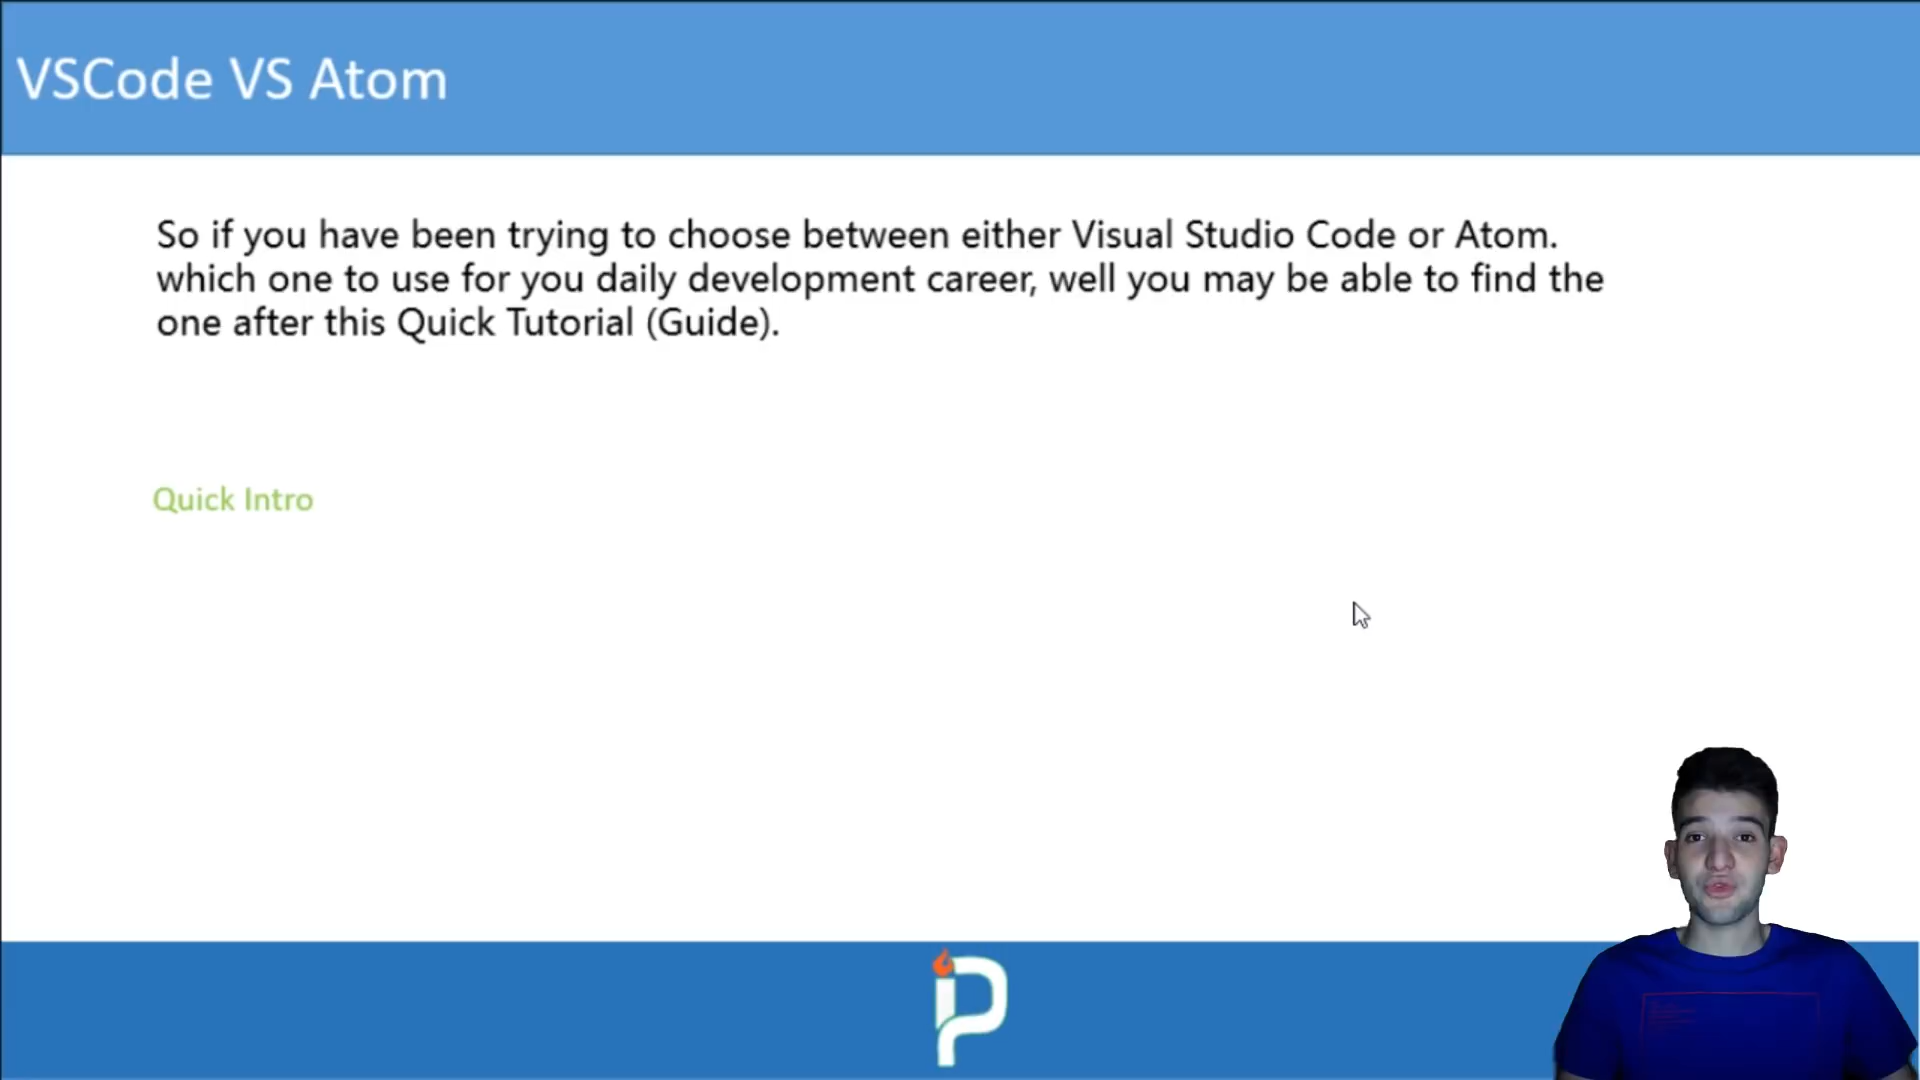 VSCode VS Atom
So if you have been trying to choose between either Visual Studio Code or Atom.
which one to use for you daily development career, well you may be able to find the
one after this Quick Tutorial (Guide).
Quick Intro